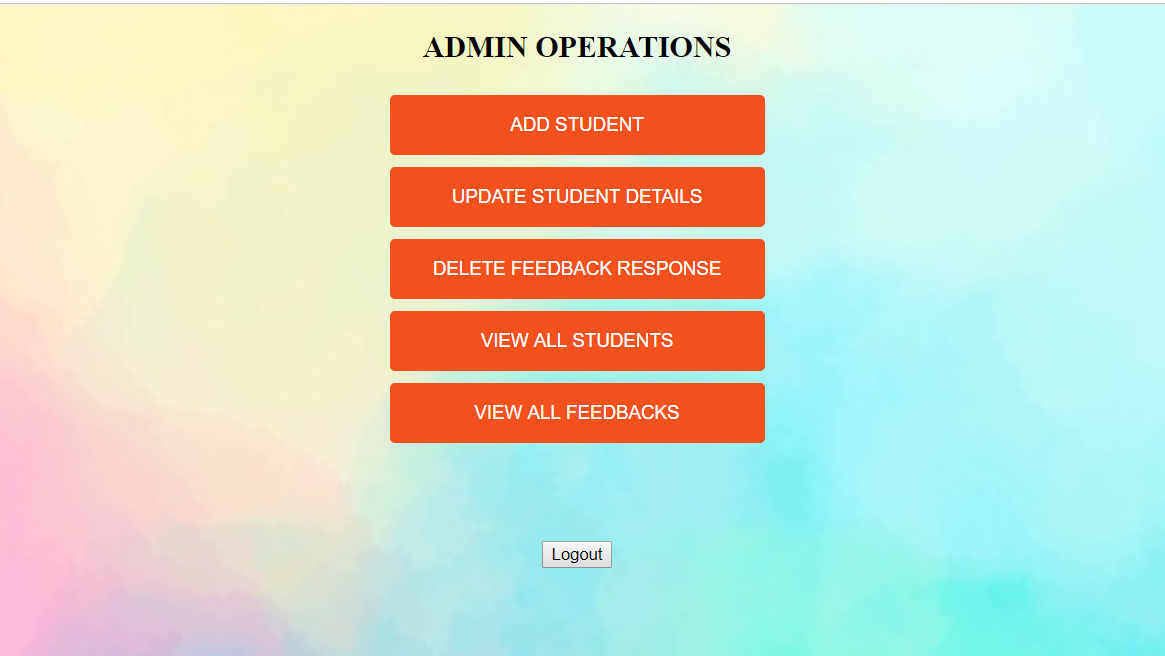 ADMIN OPERATIONS
ADD STUDENT
UPDATE STUDENT DETAILS
DELETE FEEDBACK RESPONSE
VIEW ALL STUDENTS
VIEW ALL FEEDBACKS
Logout